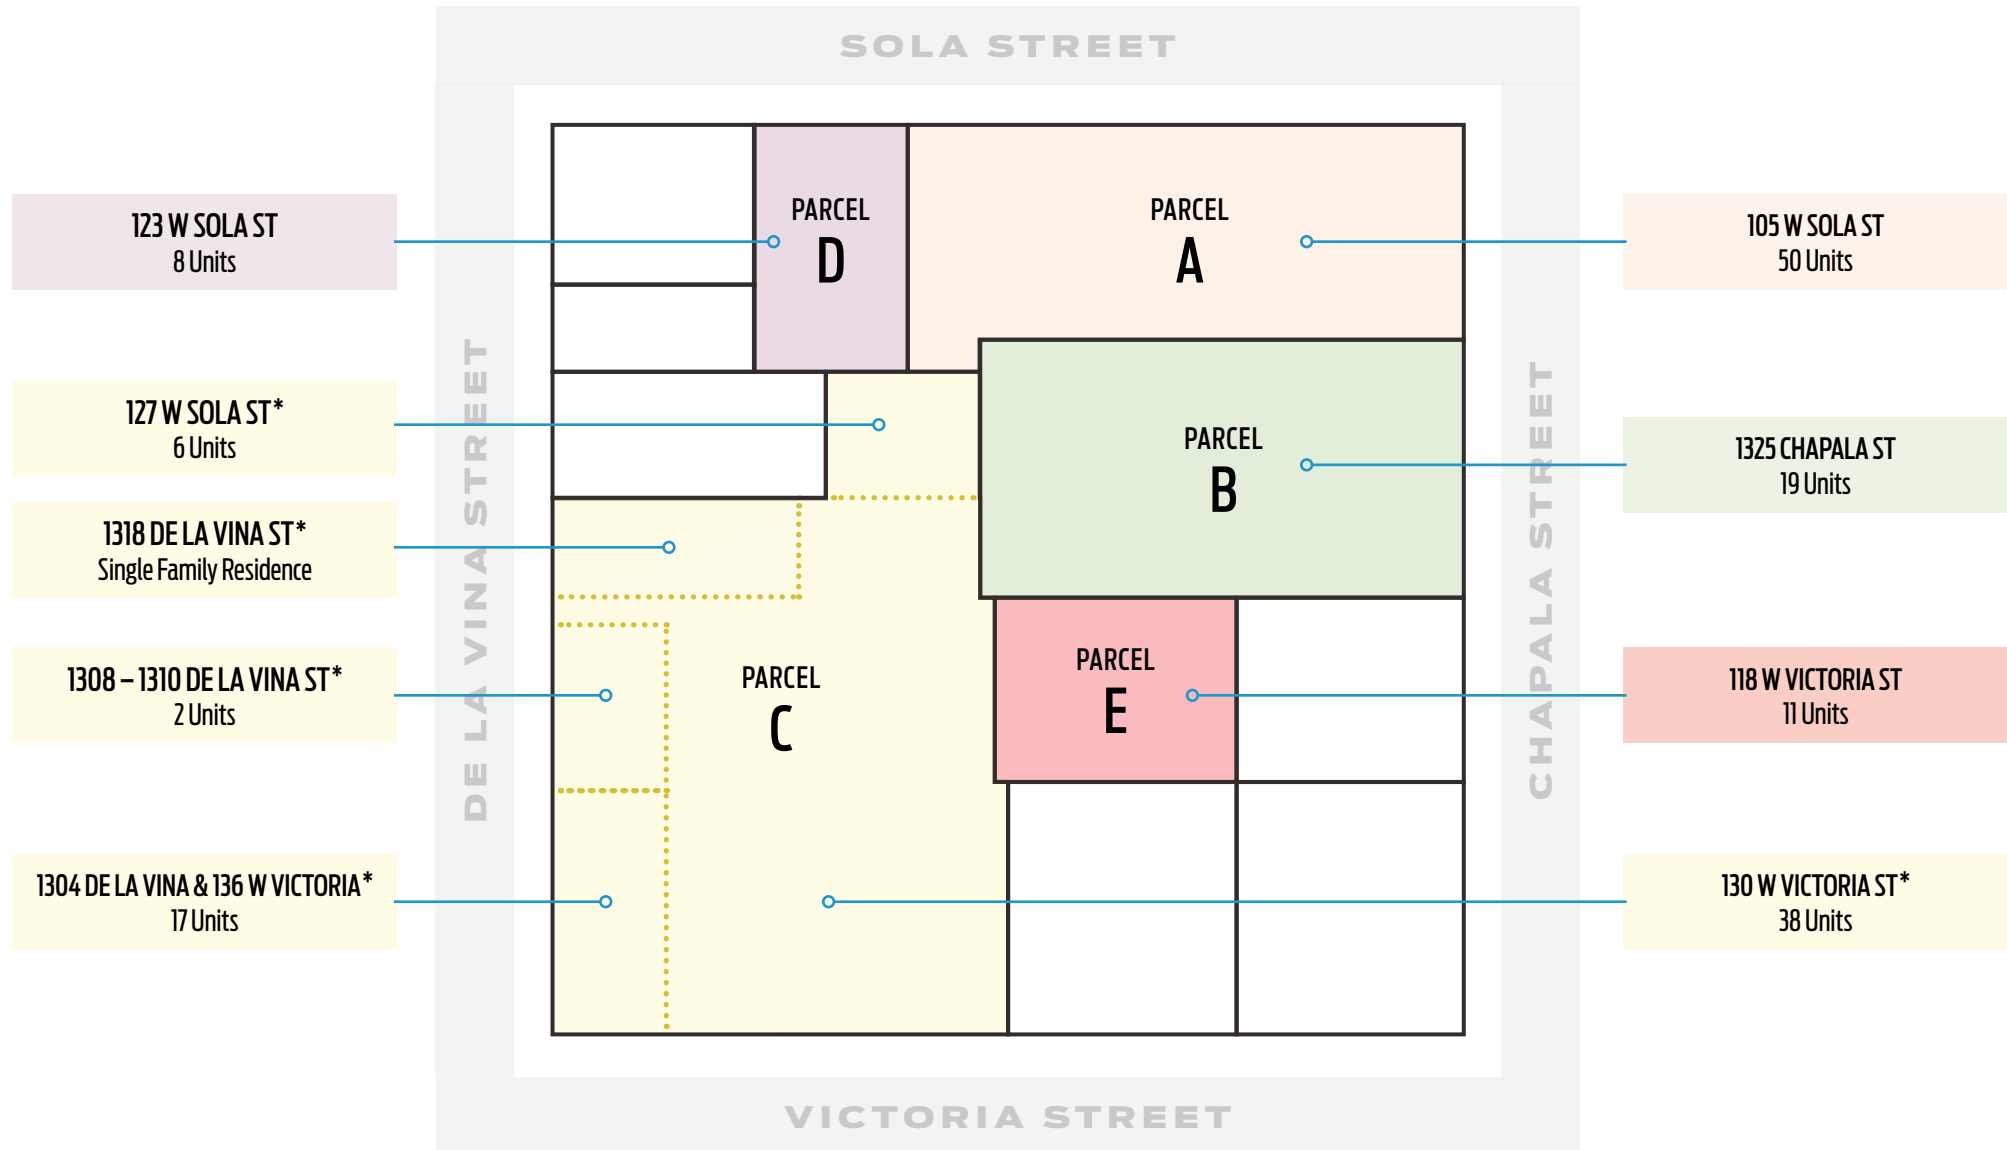 SOLA STREET
PARCEL
D
PARCEL
A
123 W SOLA ST
8 Units
105 W SOLA ST
50 Units
127 W SOLA ST*
6 Units
PARCEL
B
1325 CHAPALA ST
19 Units
1318 DE LA VINA ST*
Single Family Residence
DE LA VINA STREET
CHAPALA STREET
1308 – 1310 DE LA VINA ST*
2 Units
PARCEL
C
PARCEL
E
118 W VICTORIA ST
11 Units
1304 DE LA VINA & 136 W VICTORIA*
17 Units
130 W VICTORIA ST*
38 Units
VICTORIA STREET